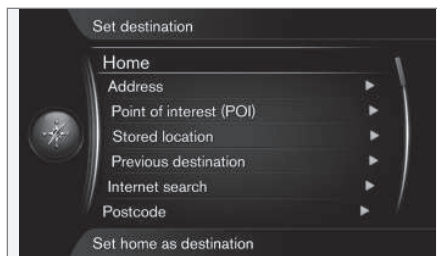 Set destination
Home
Address
Point of interest (POI)
Stored location
Previous destination
Internet search
Postcode
Set home as destination